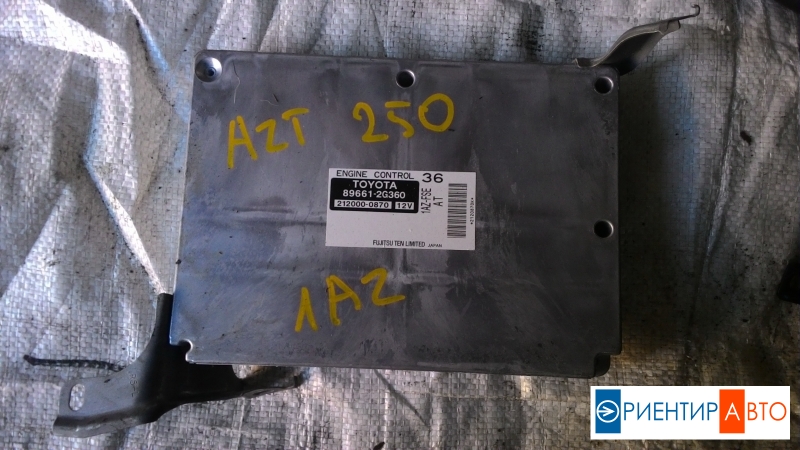 AZT 250
ENGINE CONTROL 36
TOYOTA
89661-2G360
212000-0870 12V
1AZ-FSE
AT
FUJITSU TEN LIMITED JAPAN
1AZ
ОРИЕНТИР АВТО